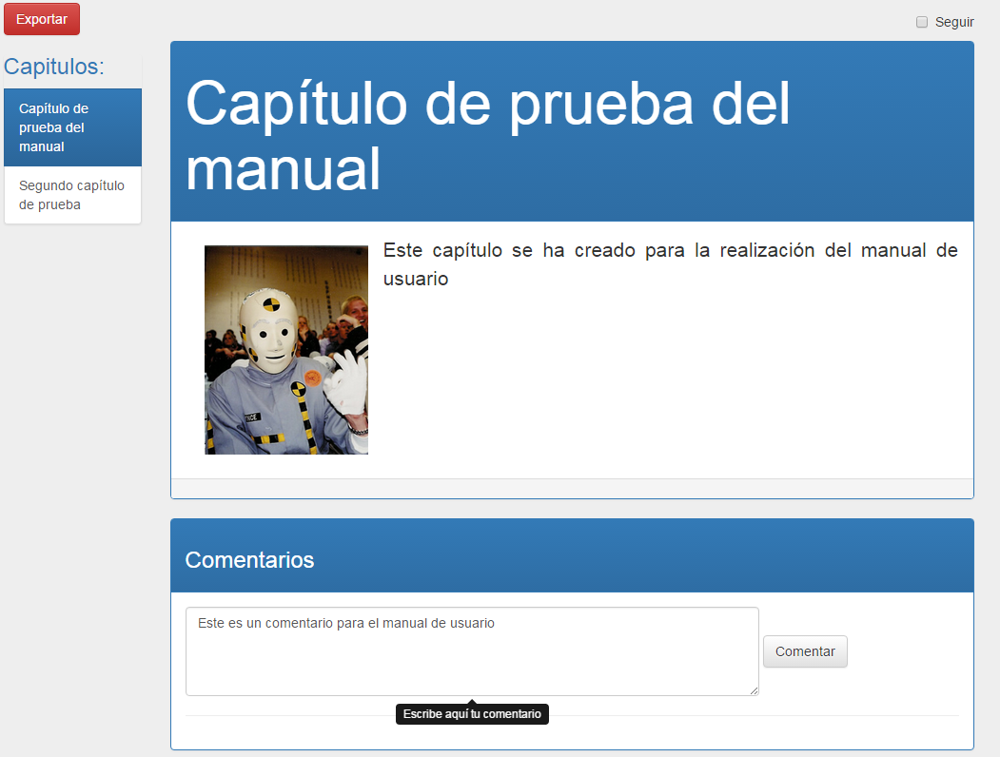 Exportar
Seguir
Capitulos:
Capítulo de
prueba del
manual
Segundo capítulo
de prueba
Capítulo de prueba del
manual
Este capítulo se ha creado para la realización del manual de
usuario
Comentarios
Este es un comentario para el manual de usuario
Comentar
Escribe aquí tu comentario